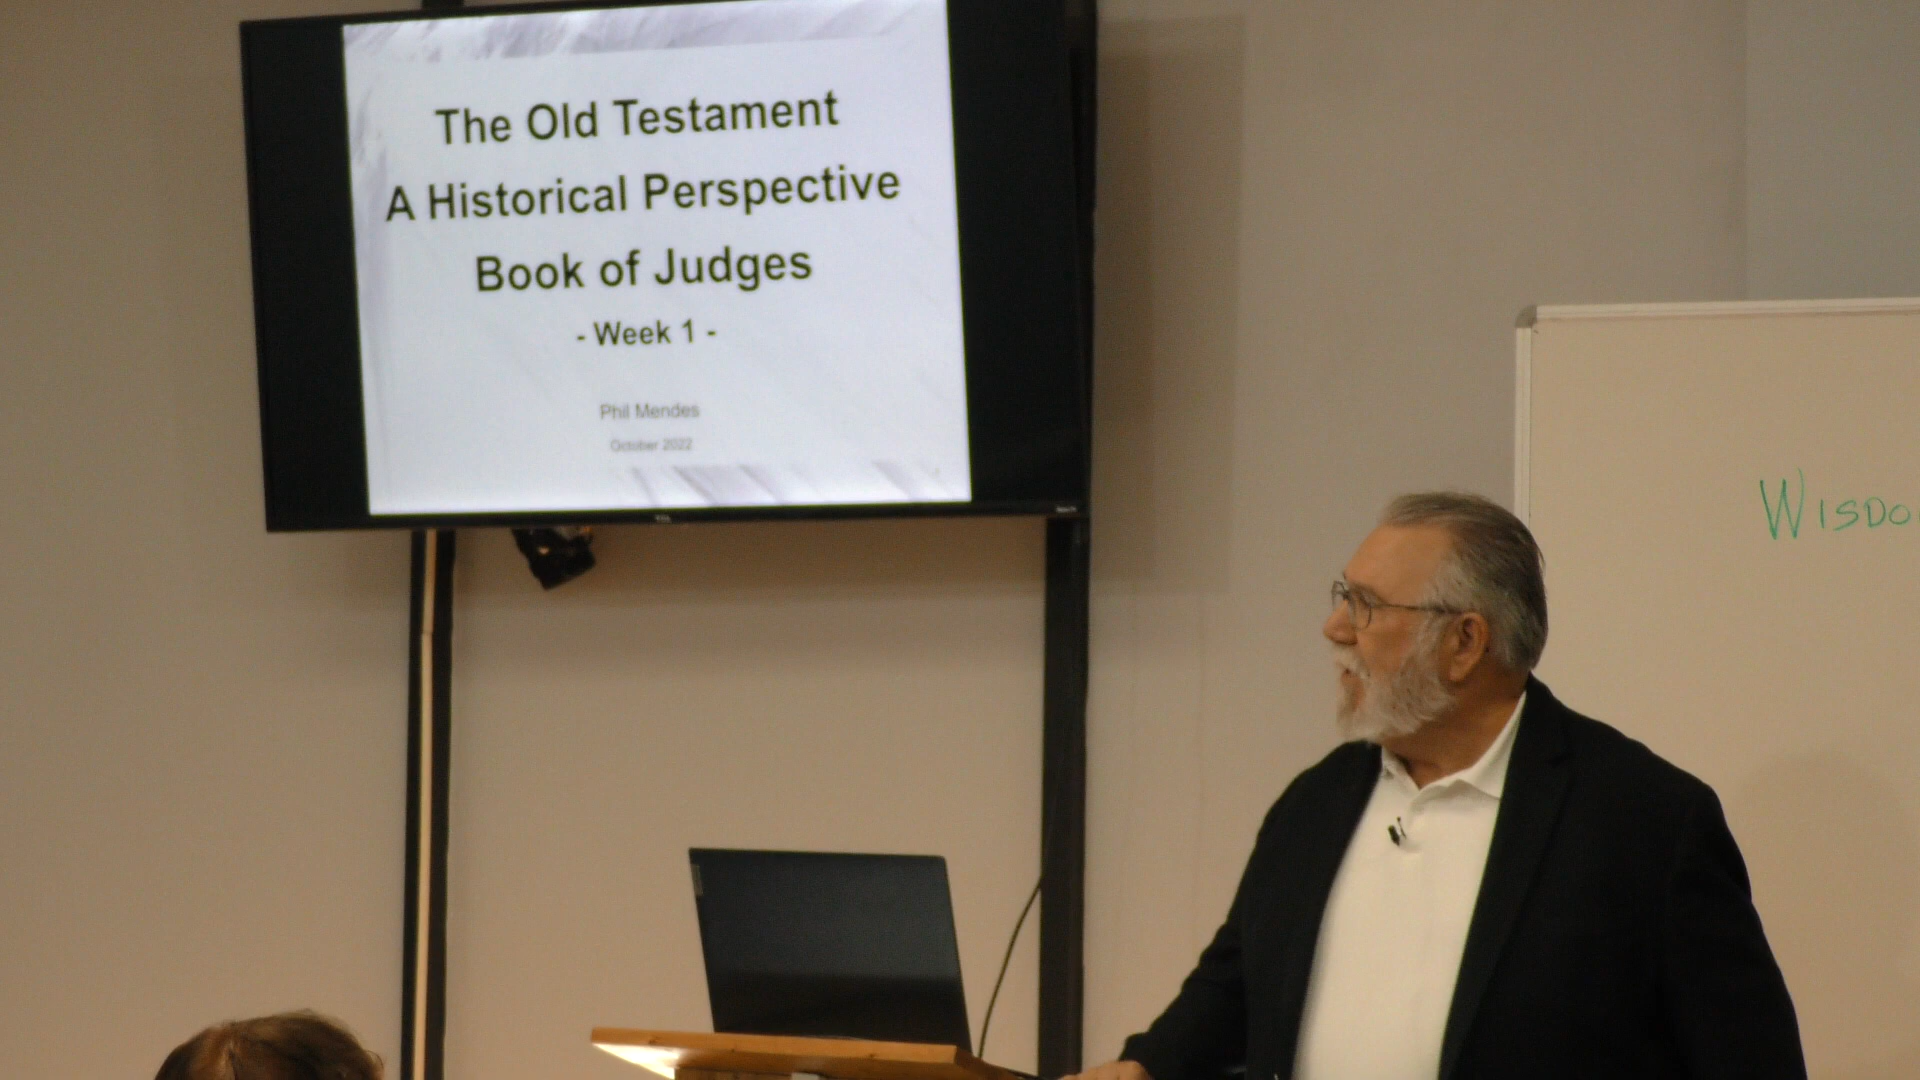 The Old Testament
A Historical Perspective
Book of Judges
- Week 1 -
Phil Mendes
October 2022
WISDO